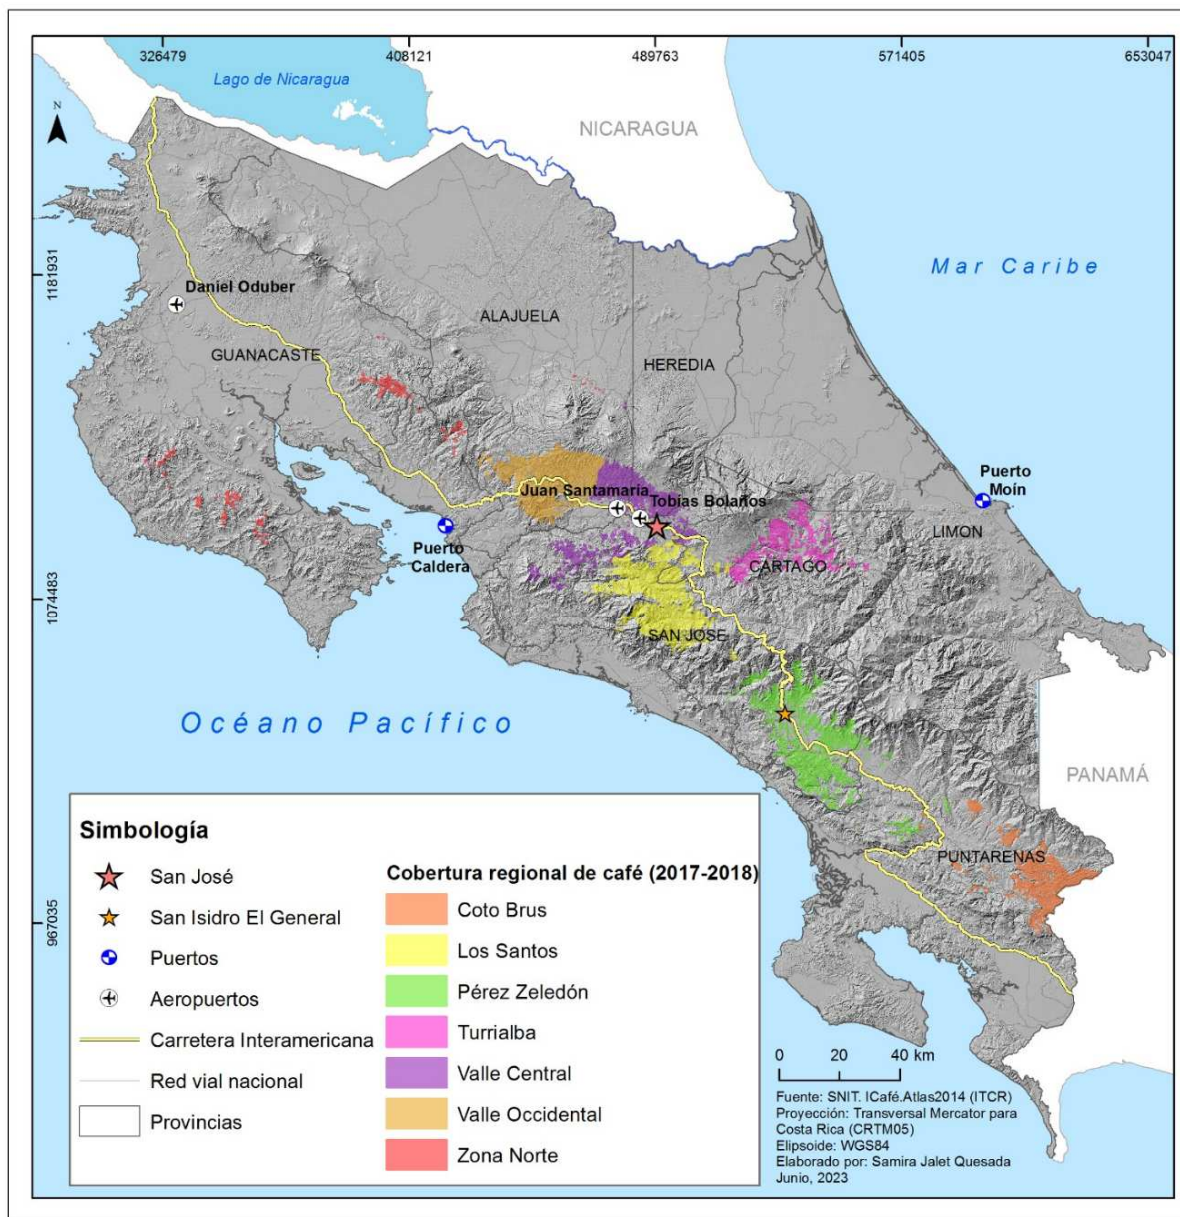 326479
408121
489763
571405
653047
Lago de Nicaragua
N
NICARAGUA
1181931
Mar Caribe
Daniel Oduber
ALAJUELA
GUANACASTE
HEREDIA
Puerto
Moín
Juan Santamaría
Tobías Bolaños
LIMON
Puerto
Caldera
CARTAGO
1074483
SAN JOSE
Océano Pacífico
PANAMÁ
PUNTARENAS
967035
Simbología
San José
San Isidro El General
Puertos
Aeropuertos
Carretera Interamericana
Red vial nacional
Provincias
Cobertura regional de café (2017-2018)
Coto Brus
Los Santos
Pérez Zeledón
Turrialba
Valle Central
Valle Occidental
Zona Norte
0 20 40 km
Fuente: SNIT. ICafé.Atlas2014 (ITCR)
Proyección: Transversal Mercator para
Costa Rica (CRTM05)
Elipsoide: WGS84
Elaborado por: Samira Jalet Quesada
Junio, 2023